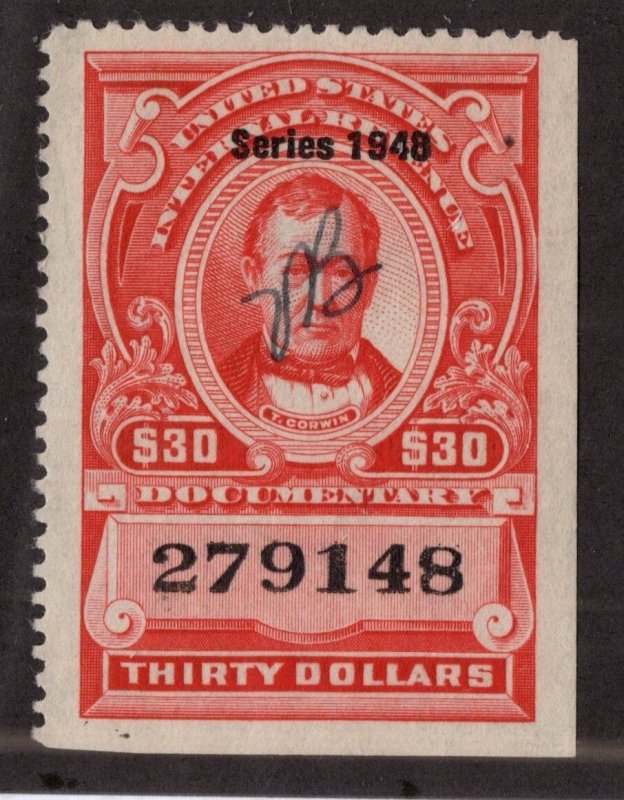 UNITED STATES
INTERNAL REVENUE
Series 1948
T. CORWIN
$30 $30
DOCUMENTARY
279148
THIRTY DOLLARS